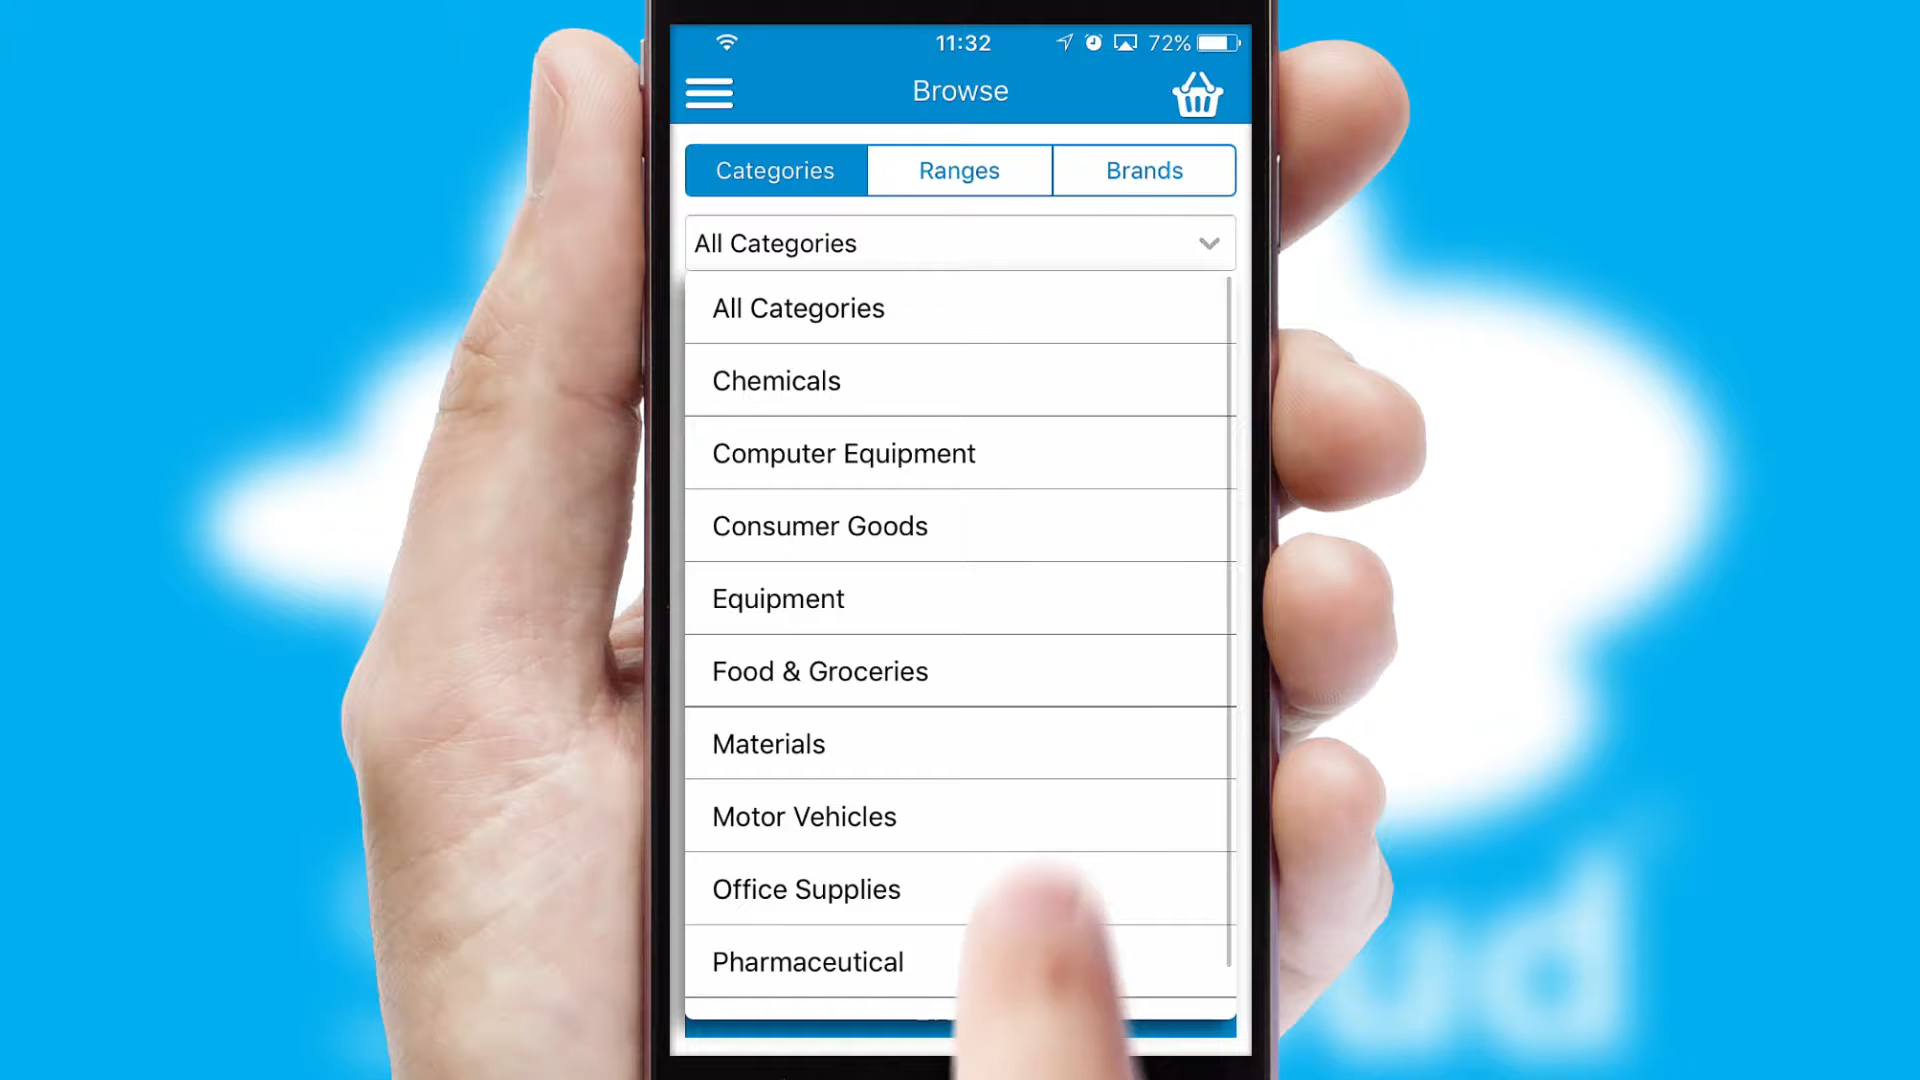 11:32
72%
Browse
Categories
Ranges
Brands
All Categories
All Categories
Chemicals
Computer Equipment
Consumer Goods
Equipment
Food & Groceries
Materials
Motor Vehicles
Office Supplies
Pharmaceutical
ud